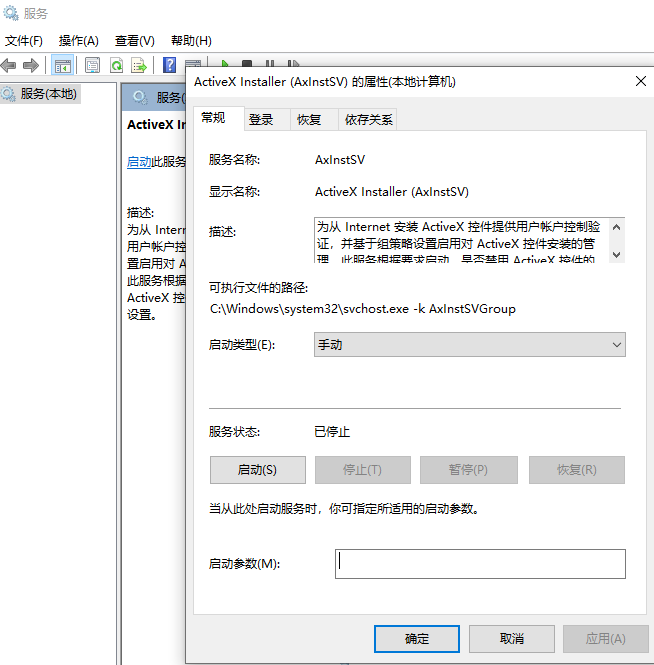 服务
文件(F) 操作(A) 查看(V) 帮助(H)
服务(本地)
服务(
ActiveX In
启动此服务
描述:
为从 Intern
用户帐户控
置启用对 A
此服务根据
ActiveX 控
设置。
ActiveX Installer (AxInstSV) 的属性(本地计算机)
常规 登录 恢复 依存关系
服务名称: AxInstSV
显示名称: ActiveX Installer (AxInstSV)
描述:
为从 Internet 安装 ActiveX 控件提供用户帐户控制验
证，并基于组策略设置启用对 ActiveX 控件安装的管
理。此服务根据要求启动，是否禁用 ActiveX 控件的
可执行文件的路径:
C:\Windows\system32\svchost.exe -k AxInstSVGroup
启动类型(E): 手动
服务状态: 已停止
启动(S) 停止(T) 暂停(P) 恢复(R)
当从此处启动服务时，你可指定所适用的启动参数。
启动参数(M):
确定 取消 应用(A)